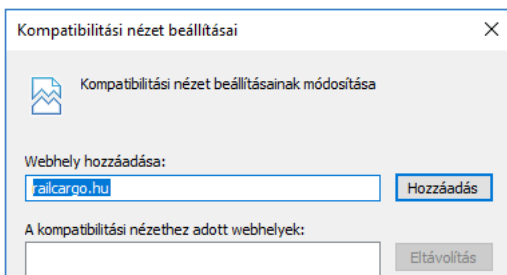 Kompatibilitási nézet beállításai
Kompatibilitási nézet beállításainak módosítása
Webhely hozzáadása:
railcargo.hu
Hozzáadás
A kompatibilitási nézethez adott webhelyek:
Eltávolítás